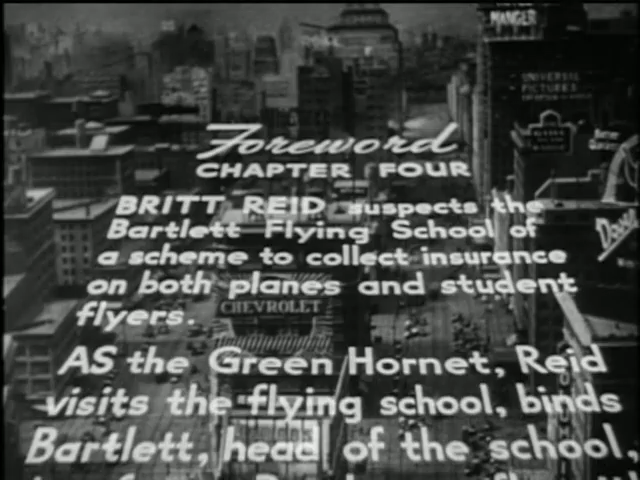 MANGER
UNIVERSAL
PICTURES
Foreword
CHAPTER FOUR
BRITT REID suspects the
Bartlett Flying School of
a scheme to collect insurance
on both planes and student
flyers.
CHEVROLET
AS the Green Hornet, Reid
visits the flying school, binds
Bartlett, head of the school,